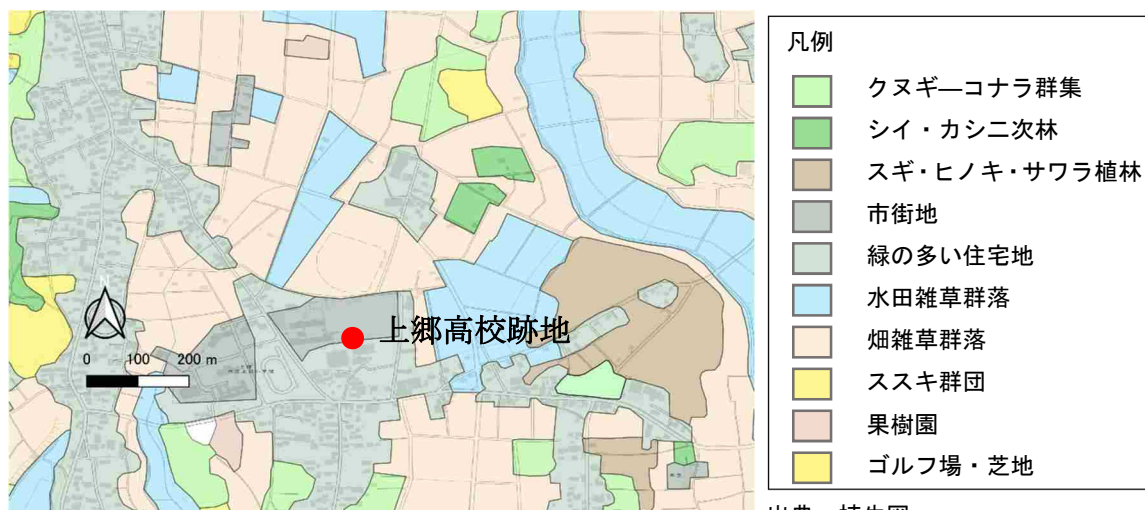 上郷高校跡地
0 100 200 m
凡例
クヌギ―コナラ群集
シイ・カシ二次林
スギ・ヒノキ・サワラ植林
市街地
緑の多い住宅地
水田雑草群落
畑雑草群落
ススキ群団
果樹園
ゴルフ場・芝地